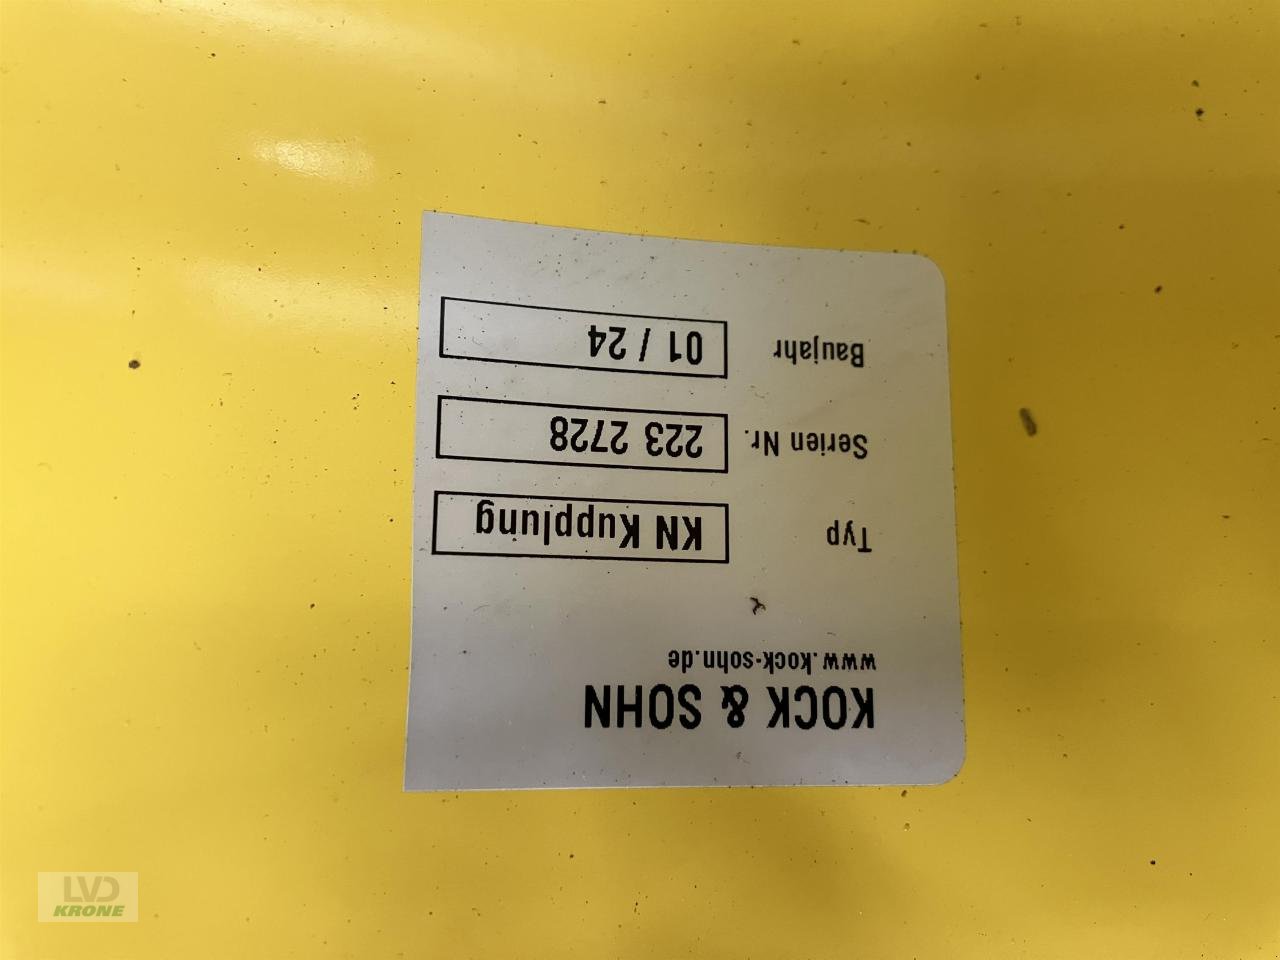 KOCK & SOHN
www.kock-sohn.de
Typ KN Kupplung
Serien Nr. 223 2728
Baujahr 01 / 24
LVD
KRONE